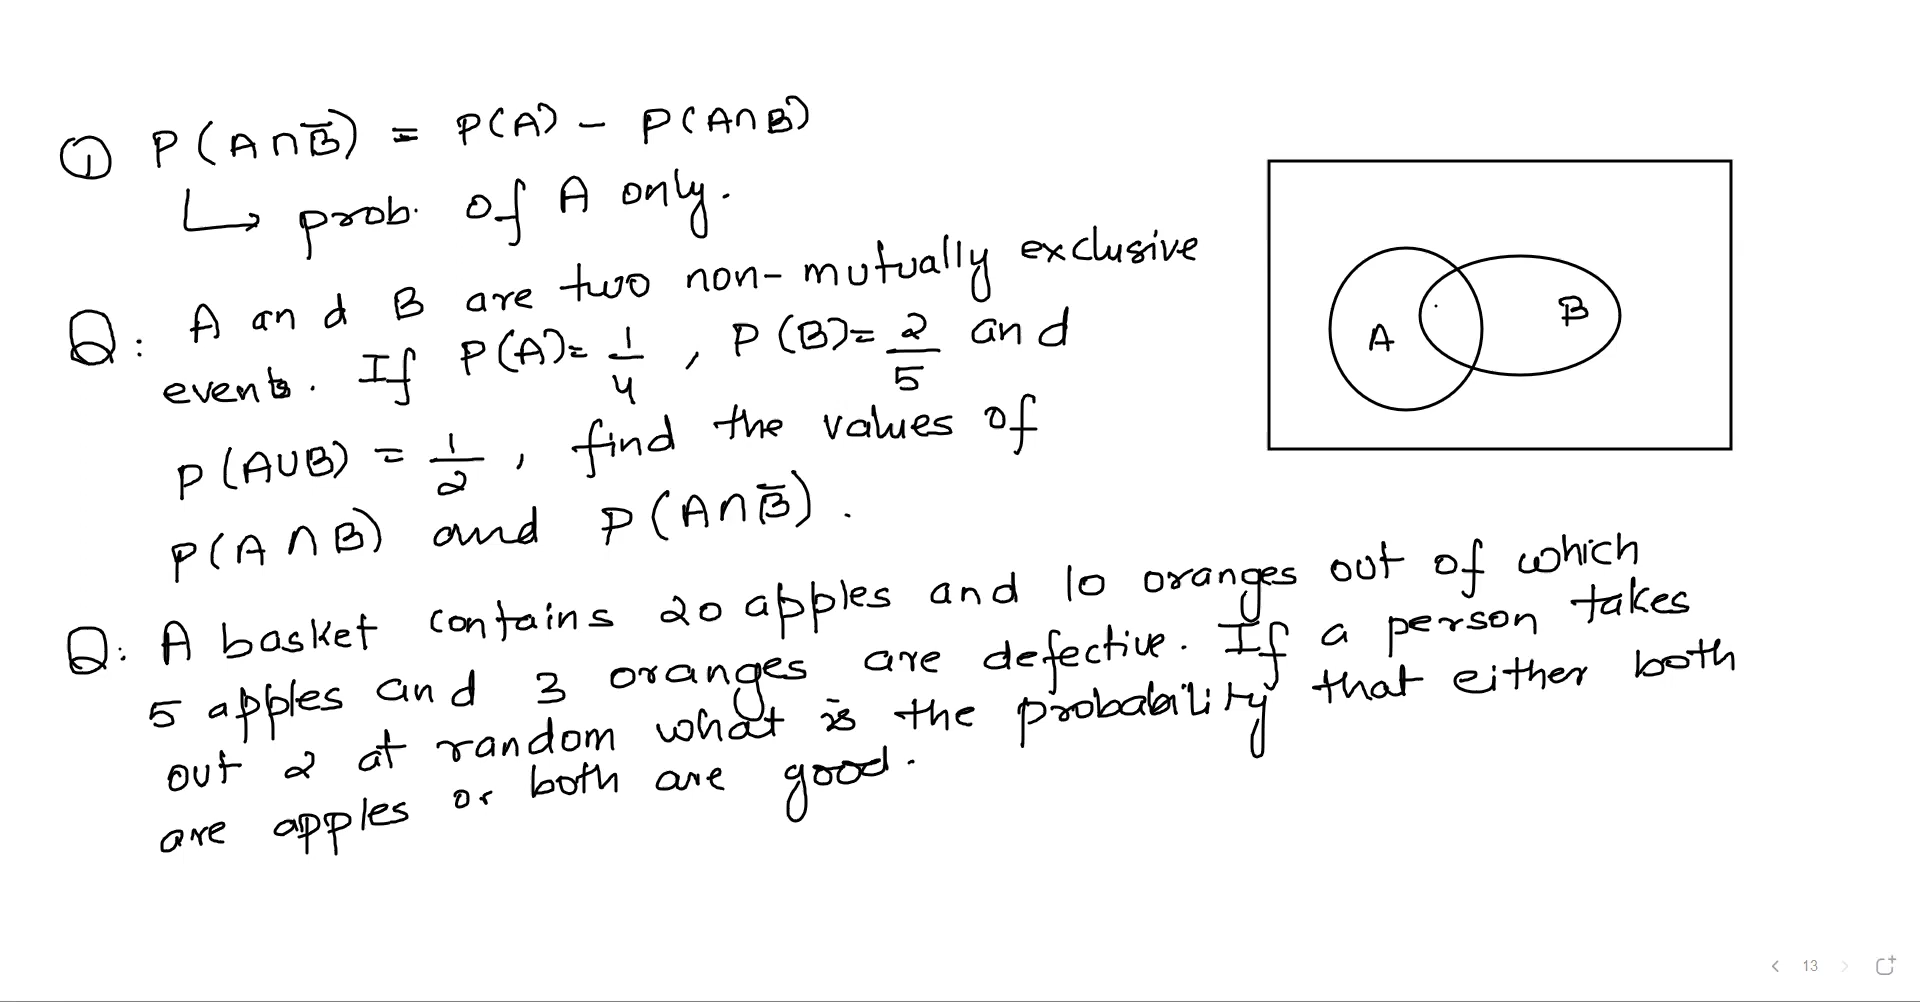 ① P(A∩B̅) = P(A) - P(A∩B)
↳ prob. of A only.
Q: A and B are two non-mutually exclusive
events. If P(A)= 1/4 , P(B)= 2/5 and
P(A∪B) = 1/2 , find the values of
P(A∩B) and P(A∩B̅).
Q: A basket contains 20 apples and 10 oranges out of which
5 apples and 3 oranges are defective. If a person takes
out 2 at random what is the probability that either both
are apples or both are good.
A
B
13